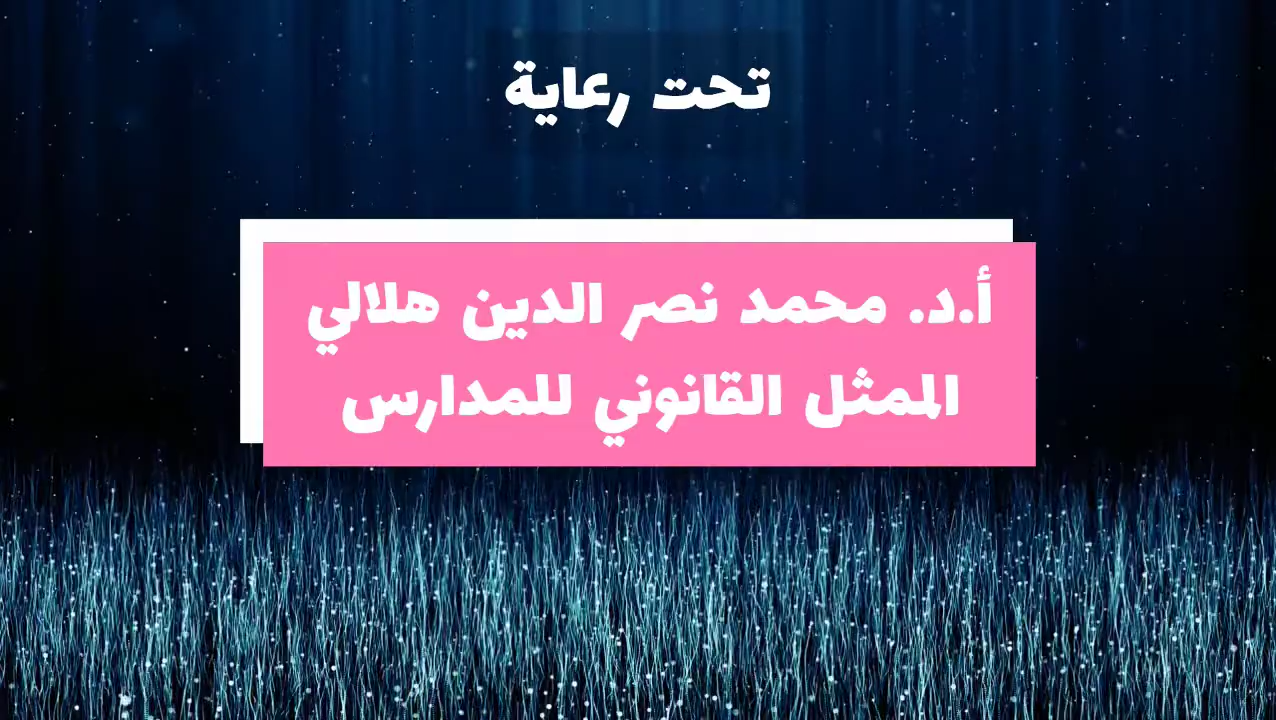 تحت رعاية
أ.د. محمد نصر الدين هلالي
الممثل القانوني للمدارس